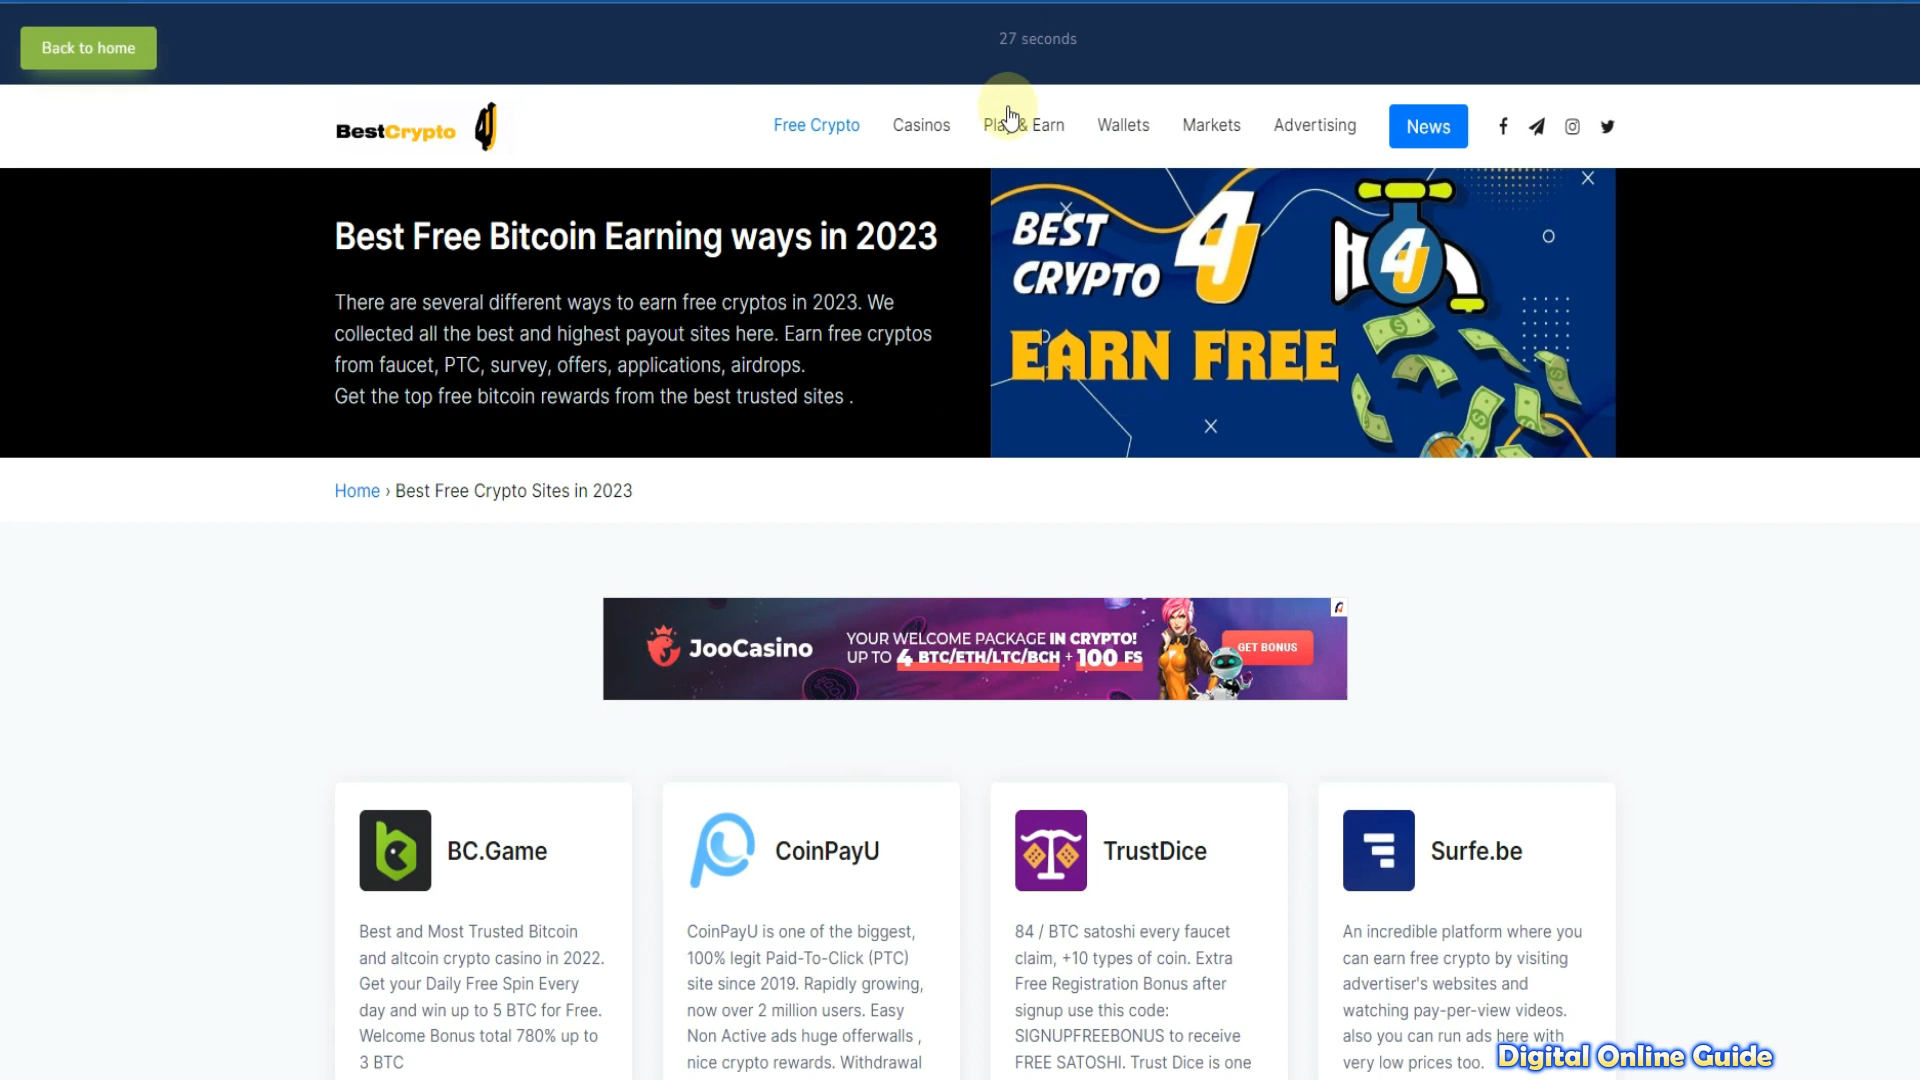 Back to home
27 seconds
BestCrypto 4U
Free Crypto Casinos Play & Earn Wallets Markets Advertising News
Best Free Bitcoin Earning ways in 2023
There are several different ways to earn free cryptos in 2023. We
collected all the best and highest payout sites here. Earn free cryptos
from faucet, PTC, survey, offers, applications, airdrops.
Get the top free bitcoin rewards from the best trusted sites .
BEST
CRYPTO
4U
EARN FREE
4U
Home › Best Free Crypto Sites in 2023
JooCasino
YOUR WELCOME PACKAGE IN CRYPTO!
UP TO 4 BTC/ETH/LTC/BCH + 100 FS
GET BONUS
BC.Game
Best and Most Trusted Bitcoin
and altcoin crypto casino in 2022.
Get your Daily Free Spin Every
day and win up to 5 BTC for Free.
Welcome Bonus total 780% up to
3 BTC
CoinPayU
CoinPayU is one of the biggest,
100% legit Paid-To-Click (PTC)
site since 2019. Rapidly growing,
now over 2 million users. Easy
Non Active ads huge offerwalls ,
nice crypto rewards. Withdrawal
TrustDice
84 / BTC satoshi every faucet
claim, +10 types of coin. Extra
Free Registration Bonus after
signup use this code:
SIGNUPFREEBONUS to receive
FREE SATOSHI. Trust Dice is one
Surfe.be
An incredible platform where you
can earn free crypto by visiting
advertiser's websites and
watching pay-per-view videos.
also you can run ads here with
very low prices too.
Digital Online Guide